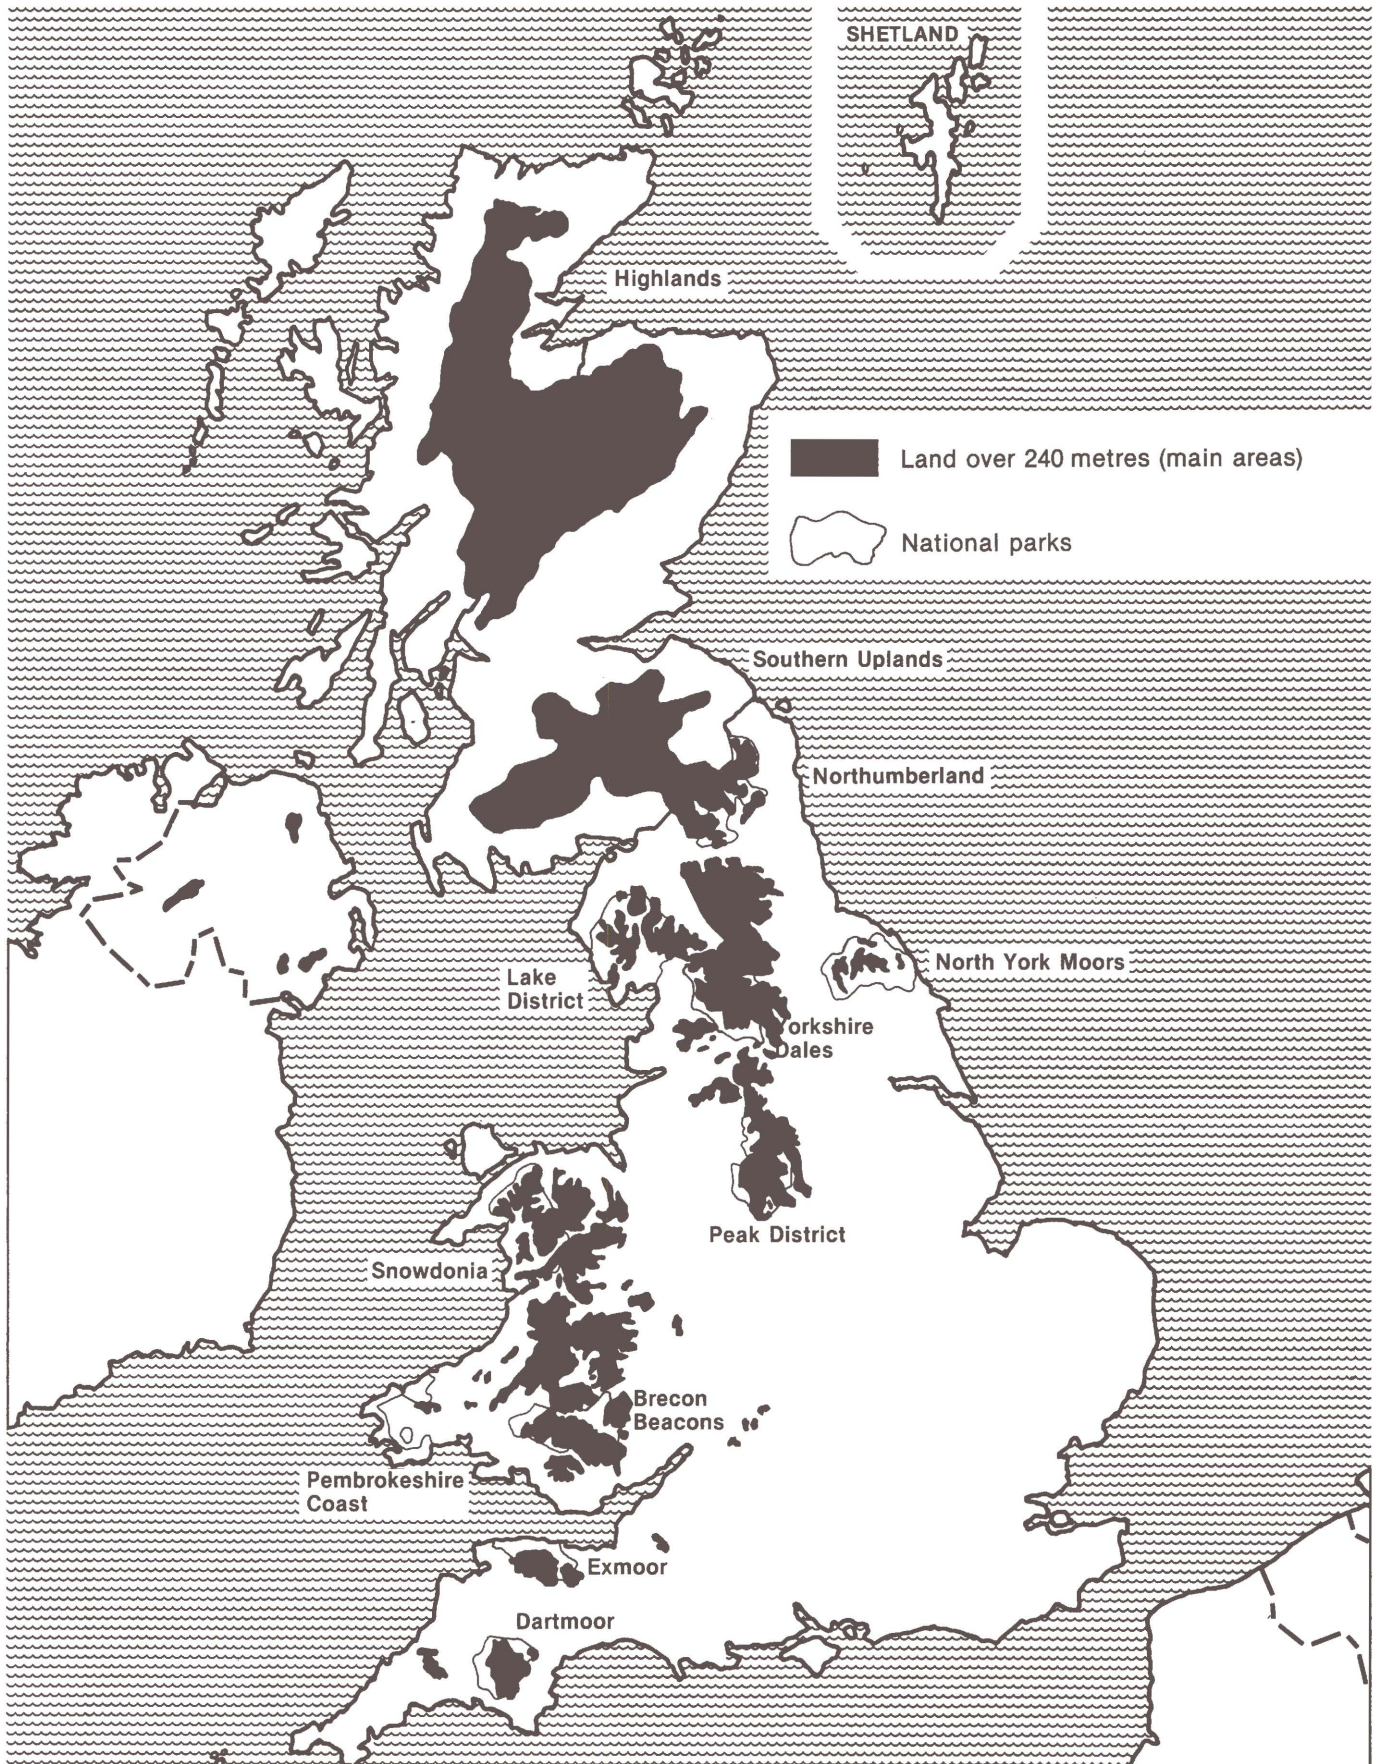 SHETLAND
Highlands
Land over 240 metres (main areas)
National parks
Southern Uplands
Northumberland
North York Moors
Lake
District
Yorkshire
Dales
Peak District
Snowdonia
Brecon
Beacons
Pembrokeshire
Coast
Exmoor
Dartmoor